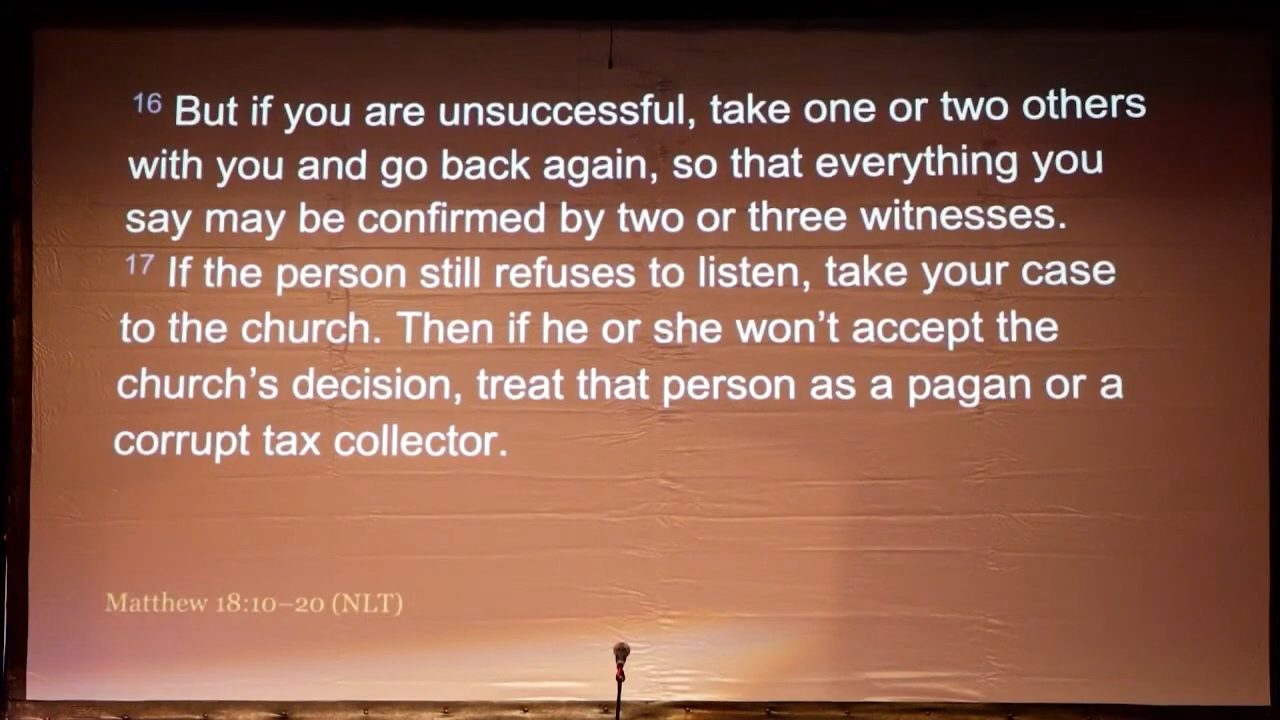 16 But if you are unsuccessful, take one or two others
with you and go back again, so that everything you
say may be confirmed by two or three witnesses.
17 If the person still refuses to listen, take your case
to the church. Then if he or she won’t accept the
church’s decision, treat that person as a pagan or a
corrupt tax collector.
Matthew 18:10–20 (NLT)